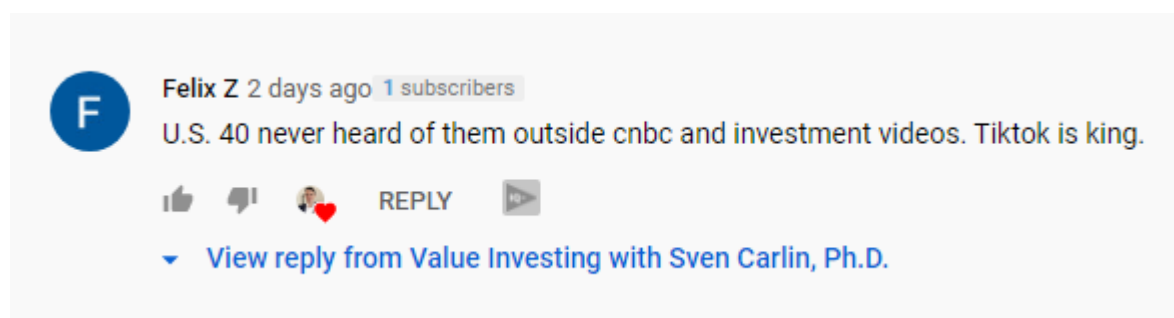 F
Felix Z 2 days ago 1 subscribers
U.S. 40 never heard of them outside cnbc and investment videos. Tiktok is king.
REPLY
View reply from Value Investing with Sven Carlin, Ph.D.